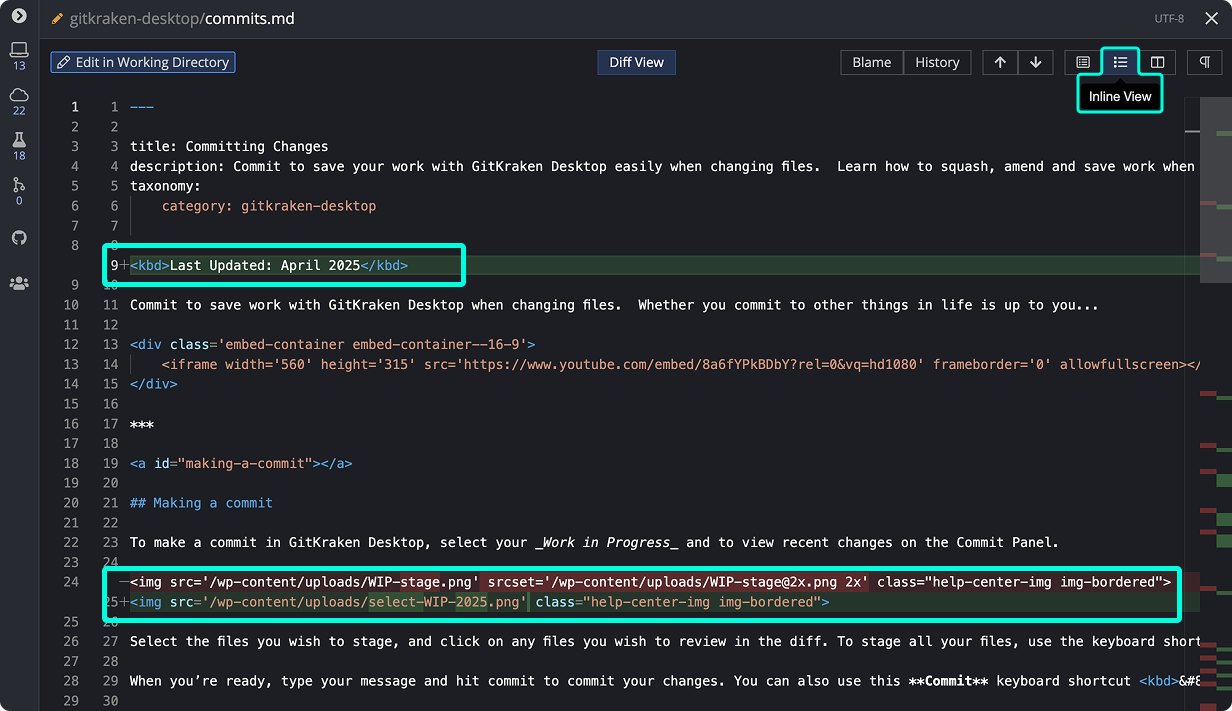 gitkraken-desktop/commits.md UTF-8
Edit in Working Directory Diff View Blame History
Inline View
13
22
18
0
1 1 ---
2 2
3 3 title: Committing Changes
4 4 description: Commit to save your work with GitKraken Desktop easily when changing files.  Learn how to squash, amend and save work when
5 5 taxonomy:
6 6     category: gitkraken-desktop
7 7
8 8
9 +<kbd>Last Updated: April 2025</kbd>
9 10
10 11 Commit to save work with GitKraken Desktop when changing files.  Whether you commit to other things in life is up to you...
11 12
12 13 <div class='embed-container embed-container--16-9'>
13 14     <iframe width='560' height='315' src='https://www.youtube.com/embed/8a6fYPkBDbY?rel=0&vq=hd1080' frameborder='0' allowfullscreen></
14 15 </div>
15 16
16 17 ***
17 18
18 19 <a id="making-a-commit"></a>
19 20
20 21 ## Making a commit
21 22
22 23 To make a commit in GitKraken Desktop, select your _Work in Progress_ and to view recent changes on the Commit Panel.
23 24
24 −<img src='/wp-content/uploads/WIP-stage.png' srcset='/wp-content/uploads/WIP-stage@2x.png 2x' class="help-center-img img-bordered">
25 +<img src='/wp-content/uploads/select-WIP-2025.png' class="help-center-img img-bordered">
25 26
26 27 Select the files you wish to stage, and click on any files you wish to review in the diff. To stage all your files, use the keyboard short
27 28
28 29 When you’re ready, type your message and hit commit to commit your changes. You can also use this **Commit** keyboard shortcut <kbd>&#8
29 30